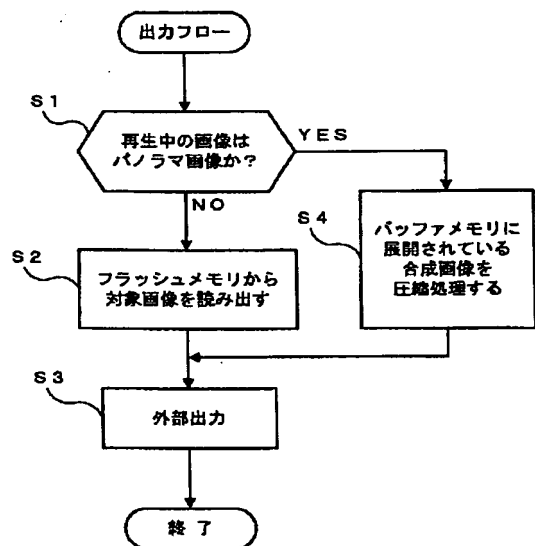 出力フロー
S1
再生中の画像は
パノラマ画像か?
YES
NO
S4
バッファメモリに
展開されている
合成画像を
圧縮処理する
S2
フラッシュメモリから
対象画像を読み出す
S3
外部出力
終了